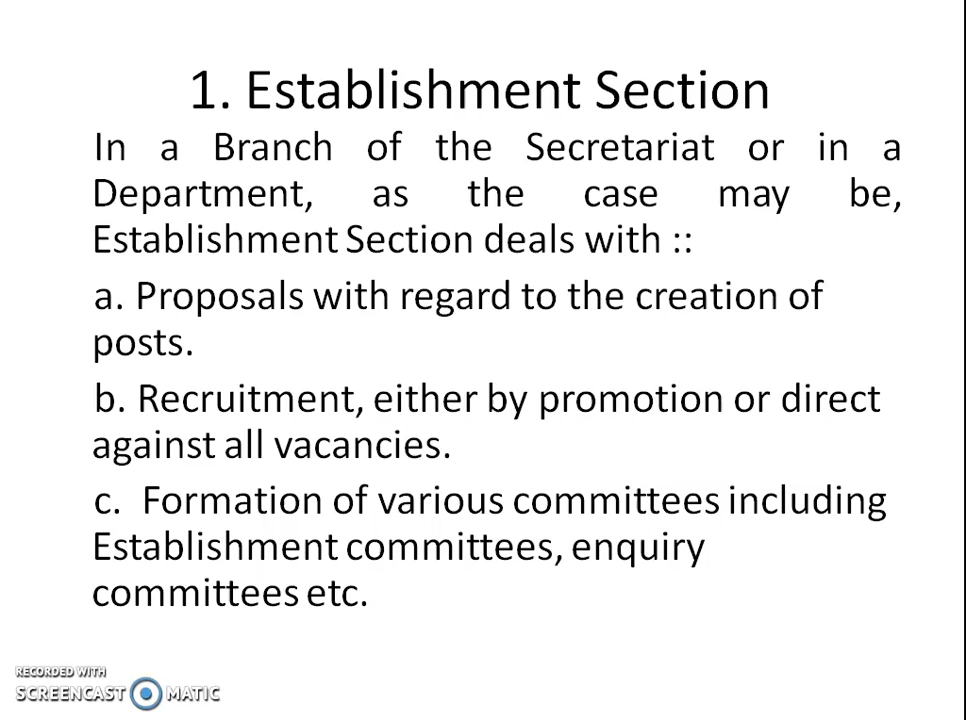 1. Establishment Section
In a Branch of the Secretariat or in a
Department, as the case may be,
Establishment Section deals with ::
a. Proposals with regard to the creation of
posts.
b. Recruitment, either by promotion or direct
against all vacancies.
c. Formation of various committees including
Establishment committees, enquiry
committees etc.
RECORDED WITH
SCREENCAST MATIC